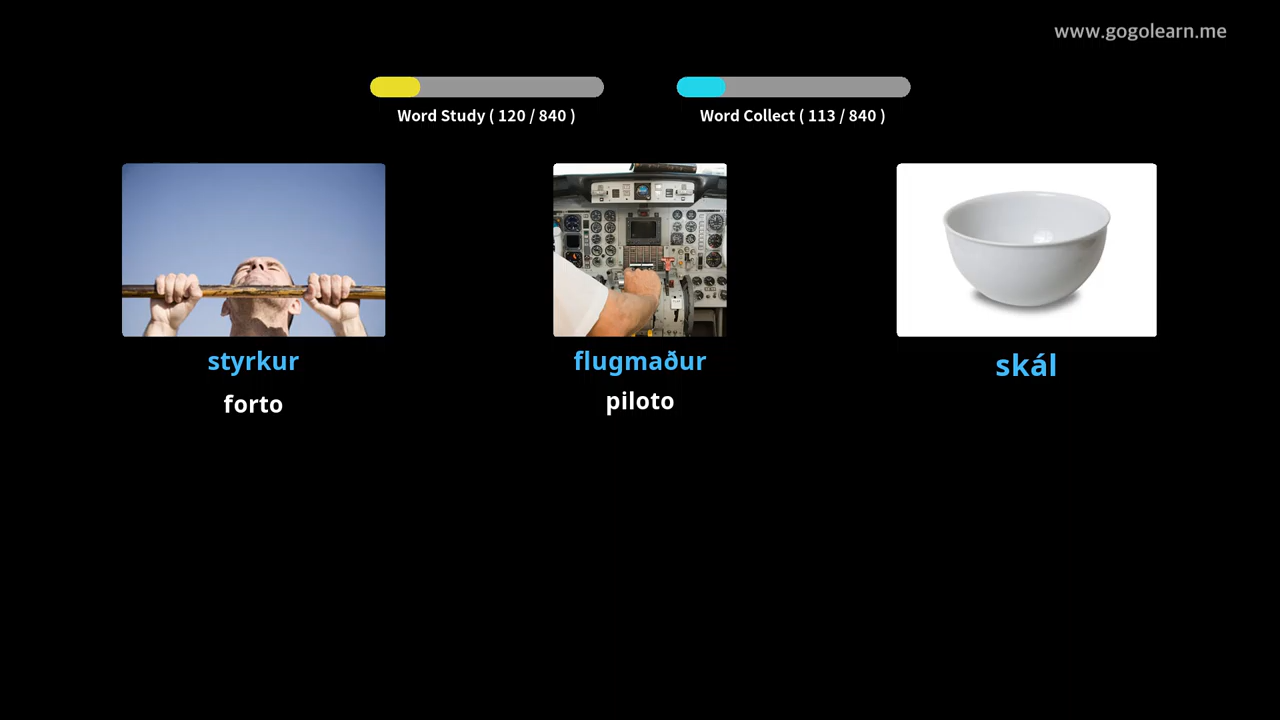 www.gogolearn.me
Word Study ( 120 / 840 )
Word Collect ( 113 / 840 )
styrkur
flugmaður
skál
forto
piloto